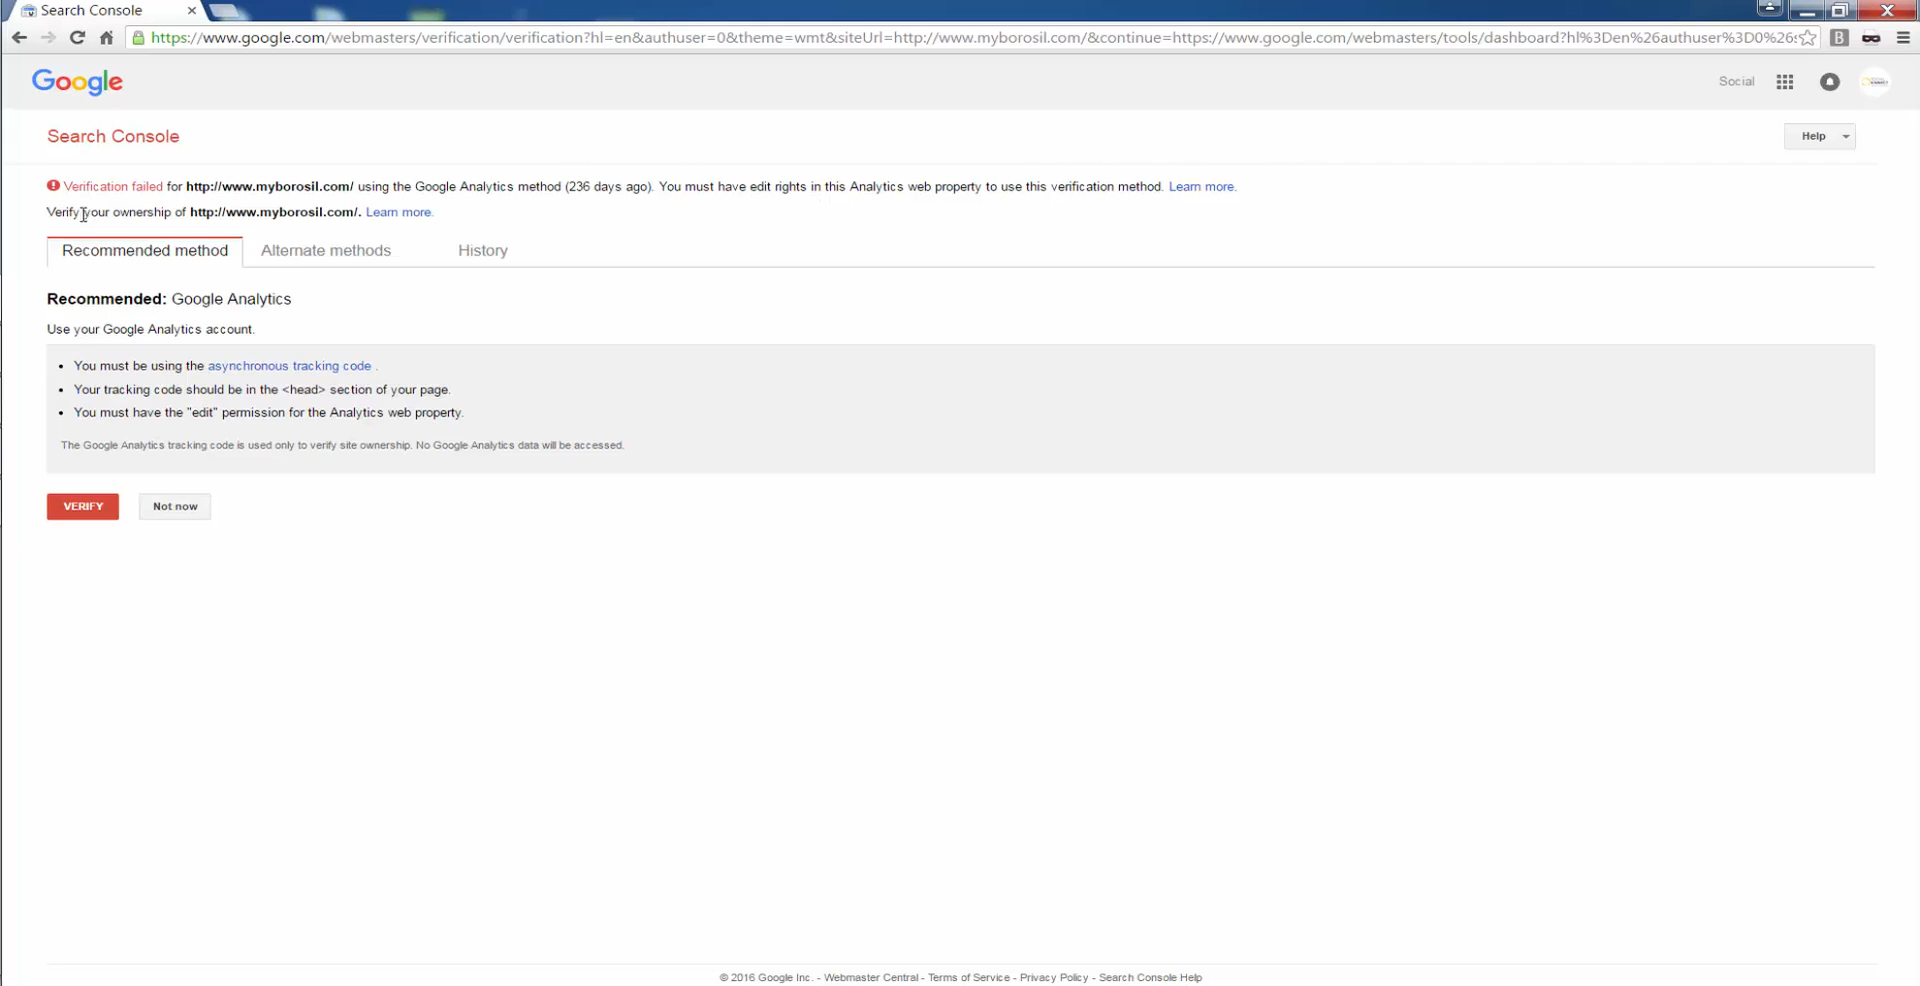 Search Console
https://www.google.com/webmasters/verification/verification?hl=en&authuser=0&theme=wmt&siteUrl=http://www.myborosil.com/&continue=https://www.google.com/webmasters/tools/dashboard?hl%3Den%26authuser%3D0%26s
Google
Social
Search Console
Help
Verification failed for http://www.myborosil.com/ using the Google Analytics method (236 days ago). You must have edit rights in this Analytics web property to use this verification method. Learn more.
Verify your ownership of http://www.myborosil.com/. Learn more.
Recommended method Alternate methods History
Recommended: Google Analytics
Use your Google Analytics account.
• You must be using the asynchronous tracking code .
• Your tracking code should be in the <head> section of your page.
• You must have the "edit" permission for the Analytics web property.
The Google Analytics tracking code is used only to verify site ownership. No Google Analytics data will be accessed.
VERIFY Not now
© 2016 Google Inc. - Webmaster Central - Terms of Service - Privacy Policy - Search Console Help